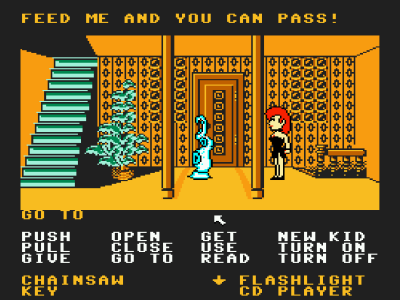 FEED ME AND YOU CAN PASS!
GO TO
PUSH OPEN GET NEW KID
PULL CLOSE USE TURN ON
GIVE GO TO READ TURN OFF
CHAINSAW FLASHLIGHT
KEY CD PLAYER